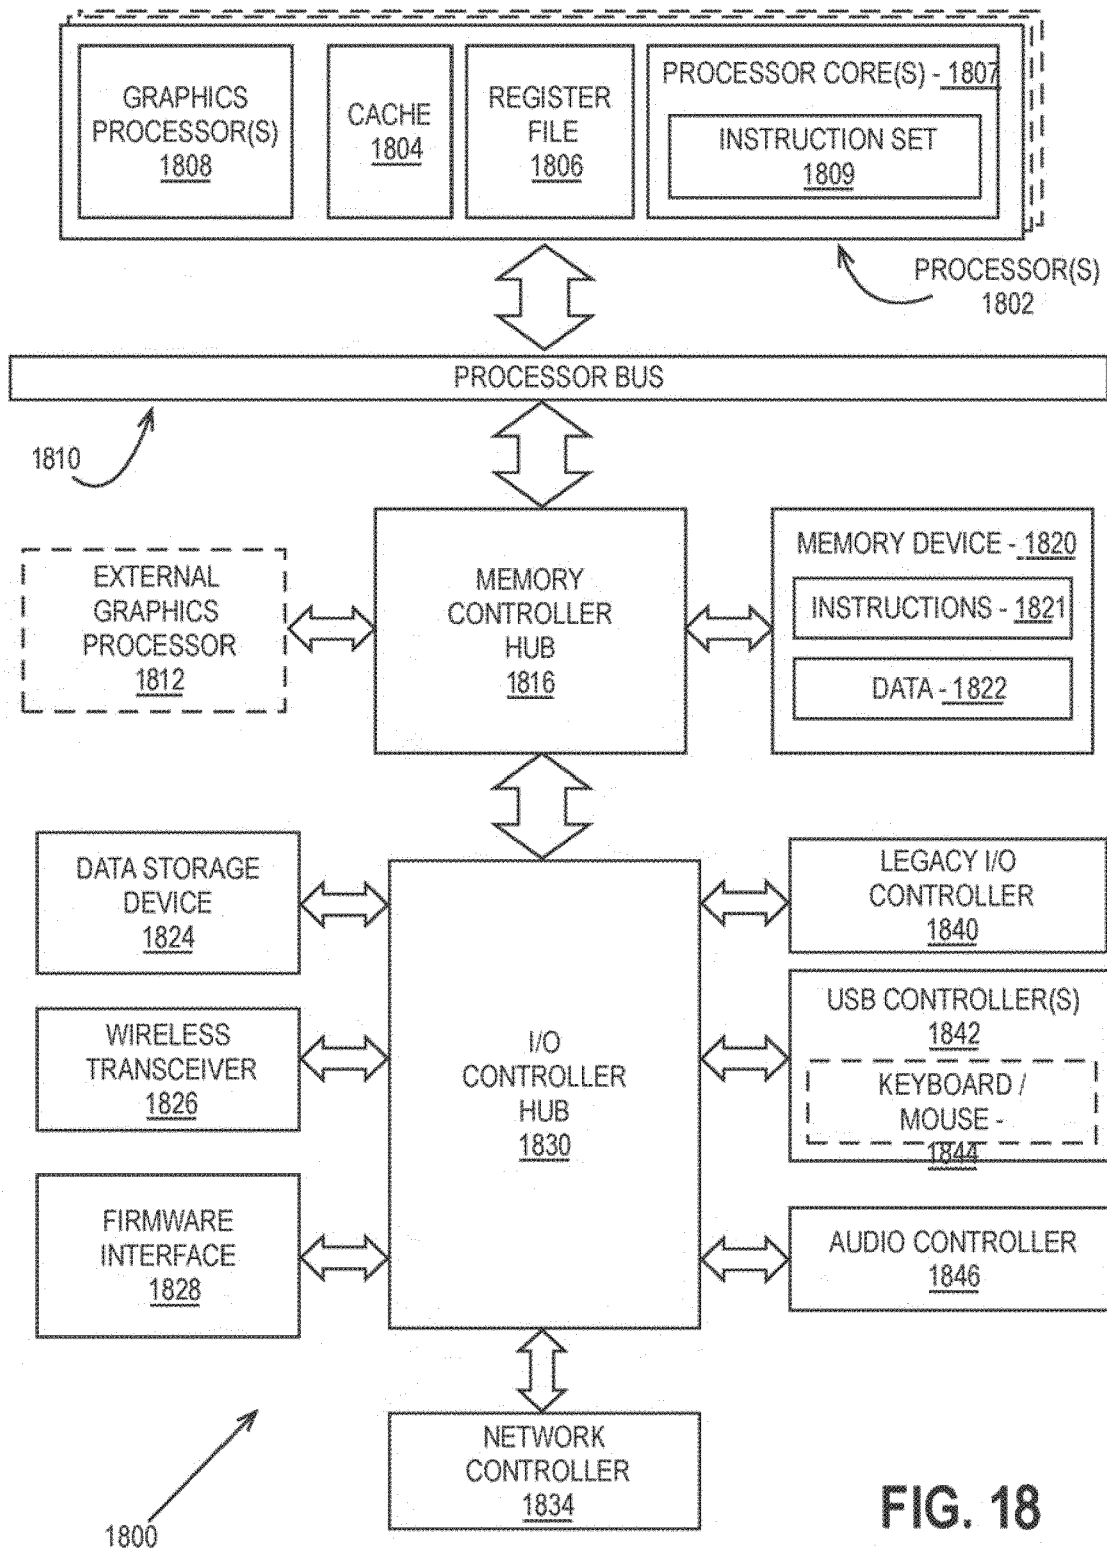 GRAPHICS
PROCESSOR(S)
1808
CACHE
1804
REGISTER
FILE
1806
PROCESSOR CORE(S) - 1807
INSTRUCTION SET
1809
PROCESSOR(S)
1802
PROCESSOR BUS
1810
EXTERNAL
GRAPHICS
PROCESSOR
1812
MEMORY
CONTROLLER
HUB
1816
MEMORY DEVICE - 1820
INSTRUCTIONS - 1821
DATA - 1822
DATA STORAGE
DEVICE
1824
WIRELESS
TRANSCEIVER
1826
FIRMWARE
INTERFACE
1828
I/O
CONTROLLER
HUB
1830
LEGACY I/O
CONTROLLER
1840
USB CONTROLLER(S)
1842
KEYBOARD /
MOUSE -
1844
AUDIO CONTROLLER
1846
NETWORK
CONTROLLER
1834
1800
FIG. 18